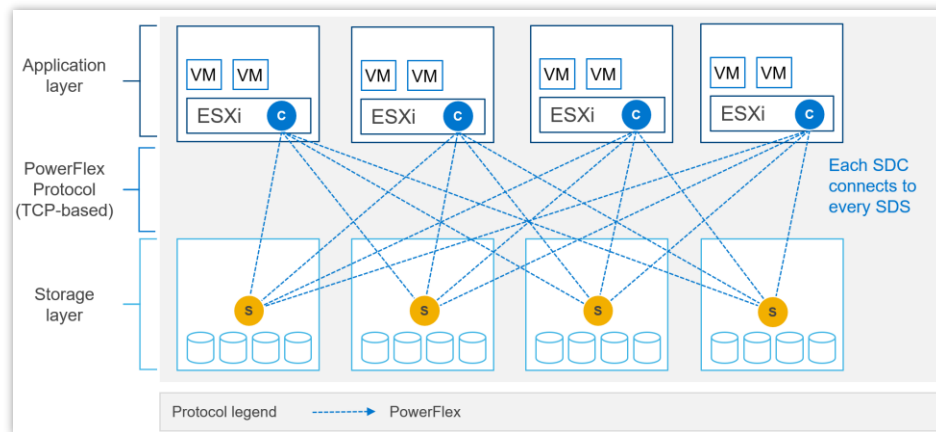 Application
layer
VM VM
VM VM
VM VM
VM VM
ESXi C
ESXi C
ESXi C
ESXi C
PowerFlex
Protocol
(TCP-based)
Each SDC
connects to
every SDS
Storage
layer
S
S
S
S
Protocol legend PowerFlex